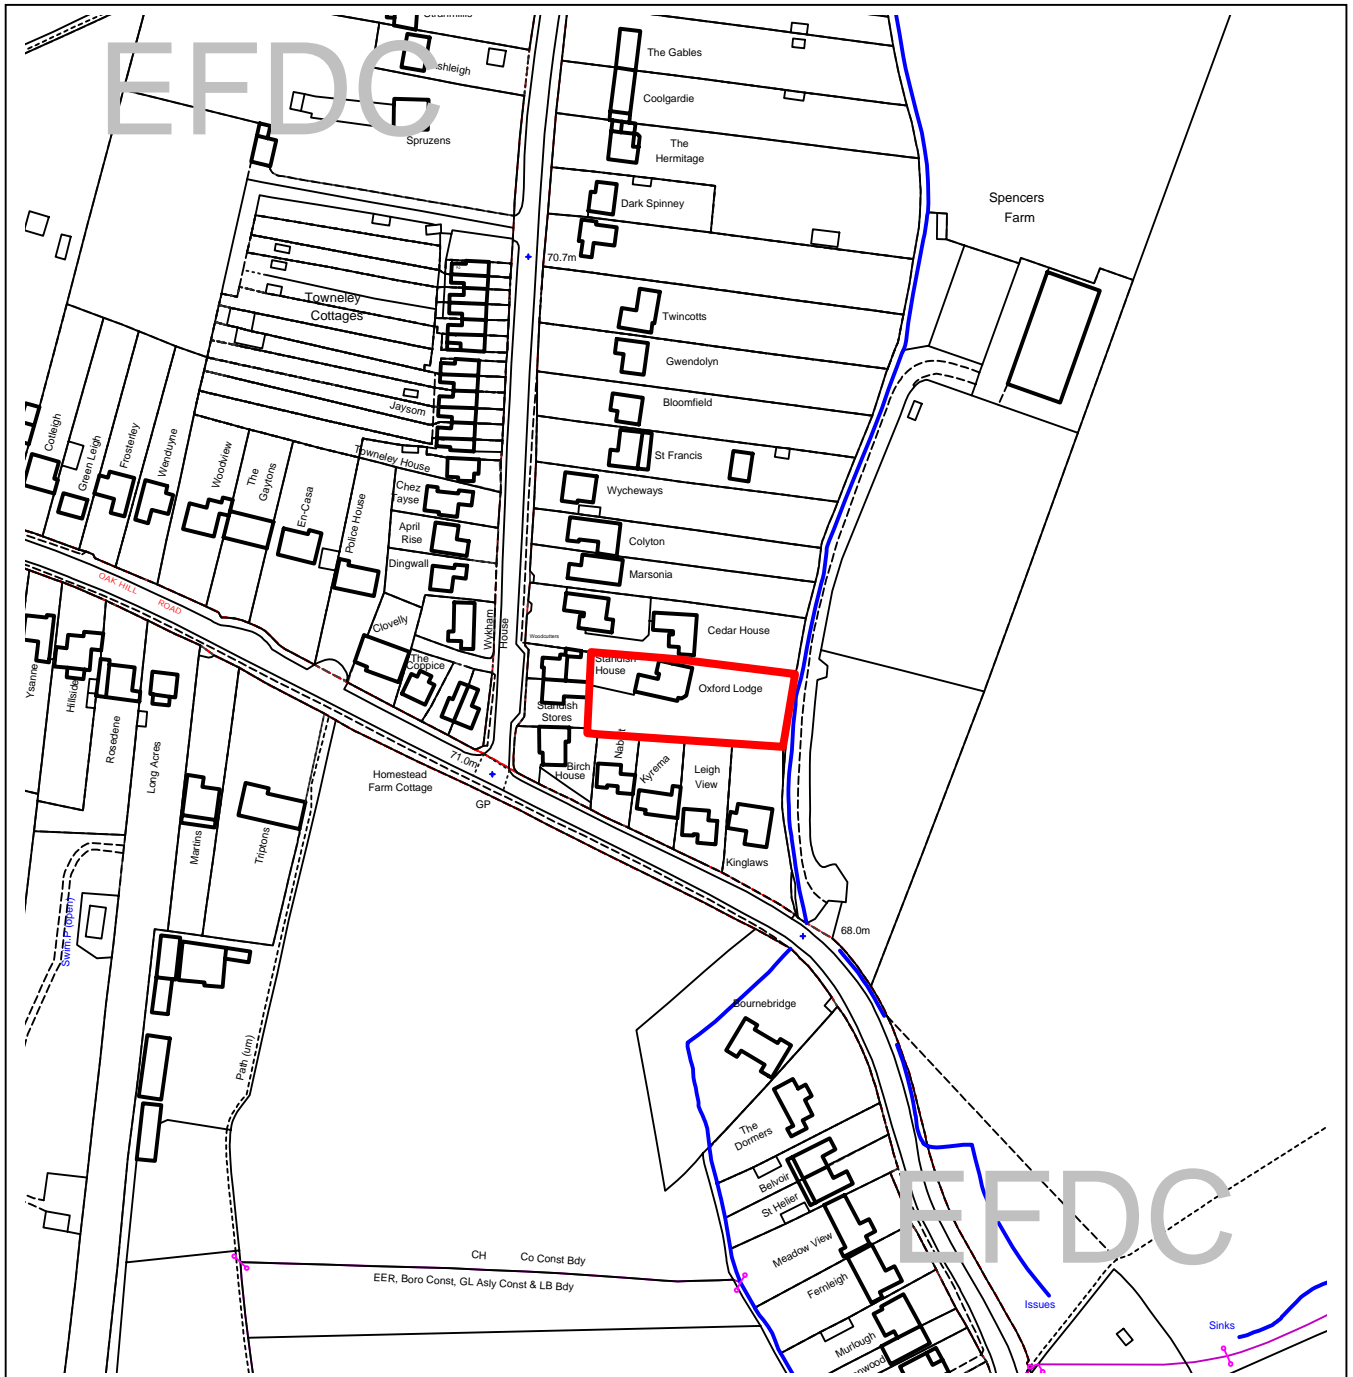 EFDC
Ashleigh
Spruzens
The Gables
Coolgardie
The
Hermitage
Dark Spinney
Spencers
Farm
70.7m
Towneley
Cottages
Twincotts
Gwendolyn
Bloomfield
Jaysom
St Francis
Towneley House
Wycheways
Cotleigh
Green Leigh
Frosterley
Wenduyne
Woodview
The
Gaytons
En-Casa
Police House
Chez
Tayse
April
Rise
Dingwall
Colyton
Marsonia
OAK HILL
ROAD
Clovelly
The
Coppice
Wykham
House
Woodcutters
Cedar House
Standish
House
Oxford Lodge
Standish
Stores
Ysanne
Hillside
Rosedene
Long Acres
71.0m
Homestead
Farm Cottage
GP
Birch
House
Kyrema
Leigh
View
Kinglaws
Martins
Triptons
Swim.P (open)
68.0m
Bournebridge
Path (um)
The
Dormers
Belvoir
St Helier
Meadow View
Fernleigh
Murlough
EFDC
CH
Co Const Bdy
EER, Boro Const, GL Asly Const & LB Bdy
Issues
Sinks